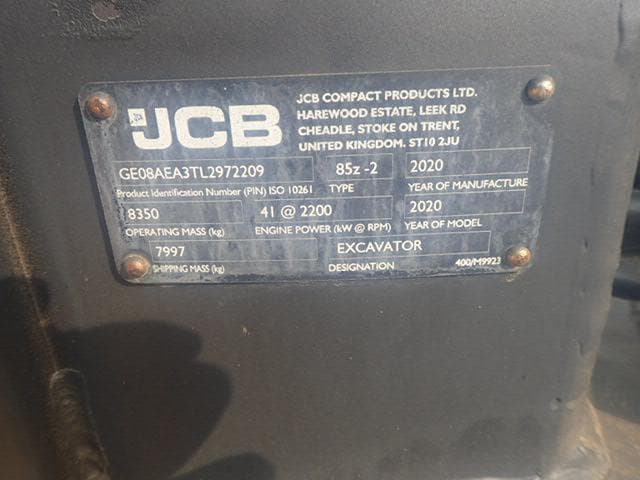 JCB
JCB COMPACT PRODUCTS LTD.
HAREWOOD ESTATE, LEEK RD
CHEADLE, STOKE ON TRENT,
UNITED KINGDOM. ST10 2JU
GE08AEA3TL2972209 85z -2 2020
Product Identification Number (PIN) ISO 10261 TYPE YEAR OF MANUFACTURE
8350 41 @ 2200 2020
OPERATING MASS (kg) ENGINE POWER (kW @ RPM) YEAR OF MODEL
7997 EXCAVATOR
SHIPPING MASS (kg) DESIGNATION 400/M9923